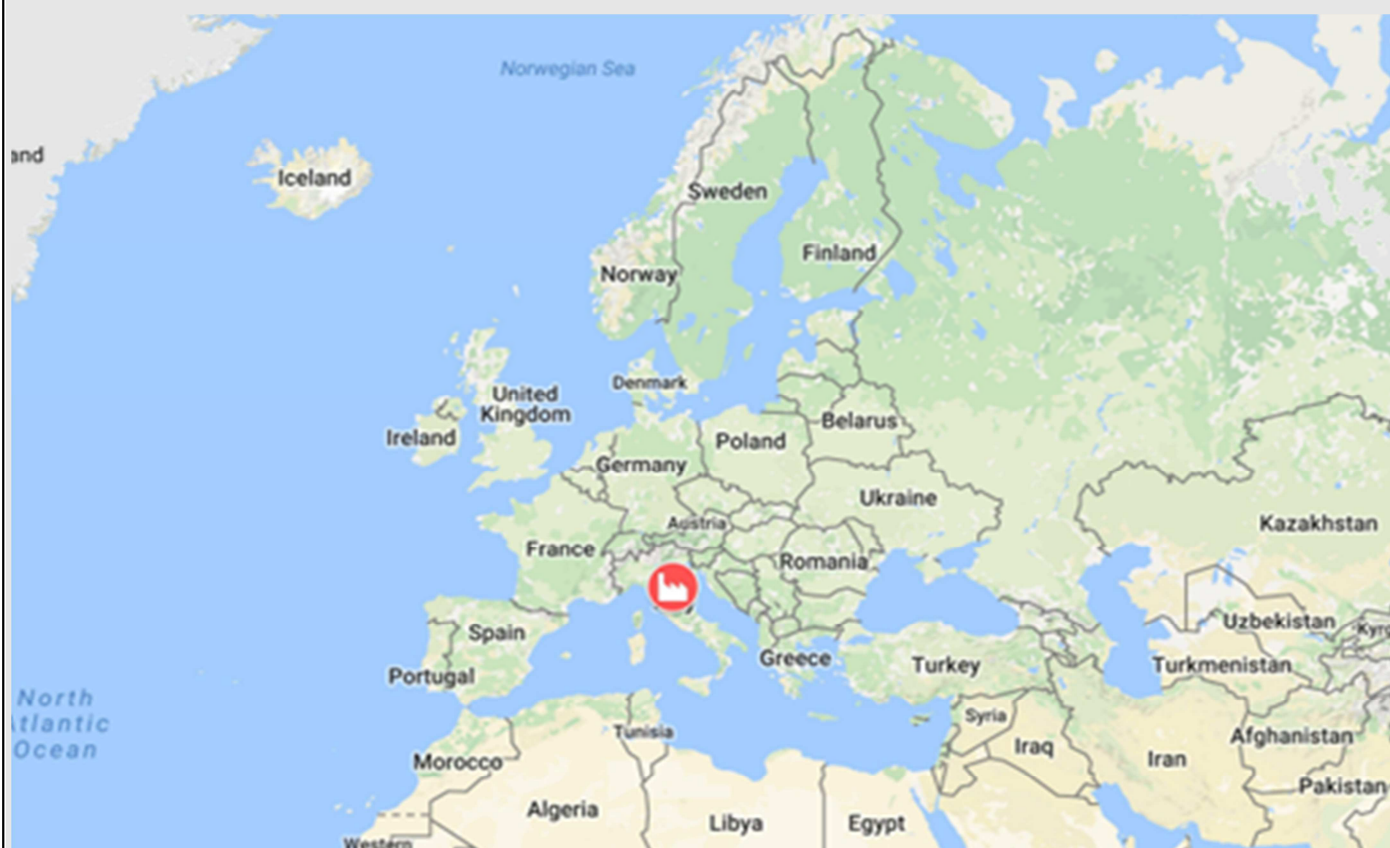 Norwegian Sea
and
Iceland
Sweden
Finland
Norway
Denmark
United
Kingdom
Belarus
Ireland
Poland
Germany
Ukraine
Austria
Kazakhstan
France
Romania
Uzbekistan
Kyrg
Spain
Greece
Turkey
Turkmenistan
Portugal
North
Atlantic
Ocean
Syria
Tunisia
Afghanistan
Iraq
Morocco
Iran
Pakistan
Algeria
Libya
Egypt
Western